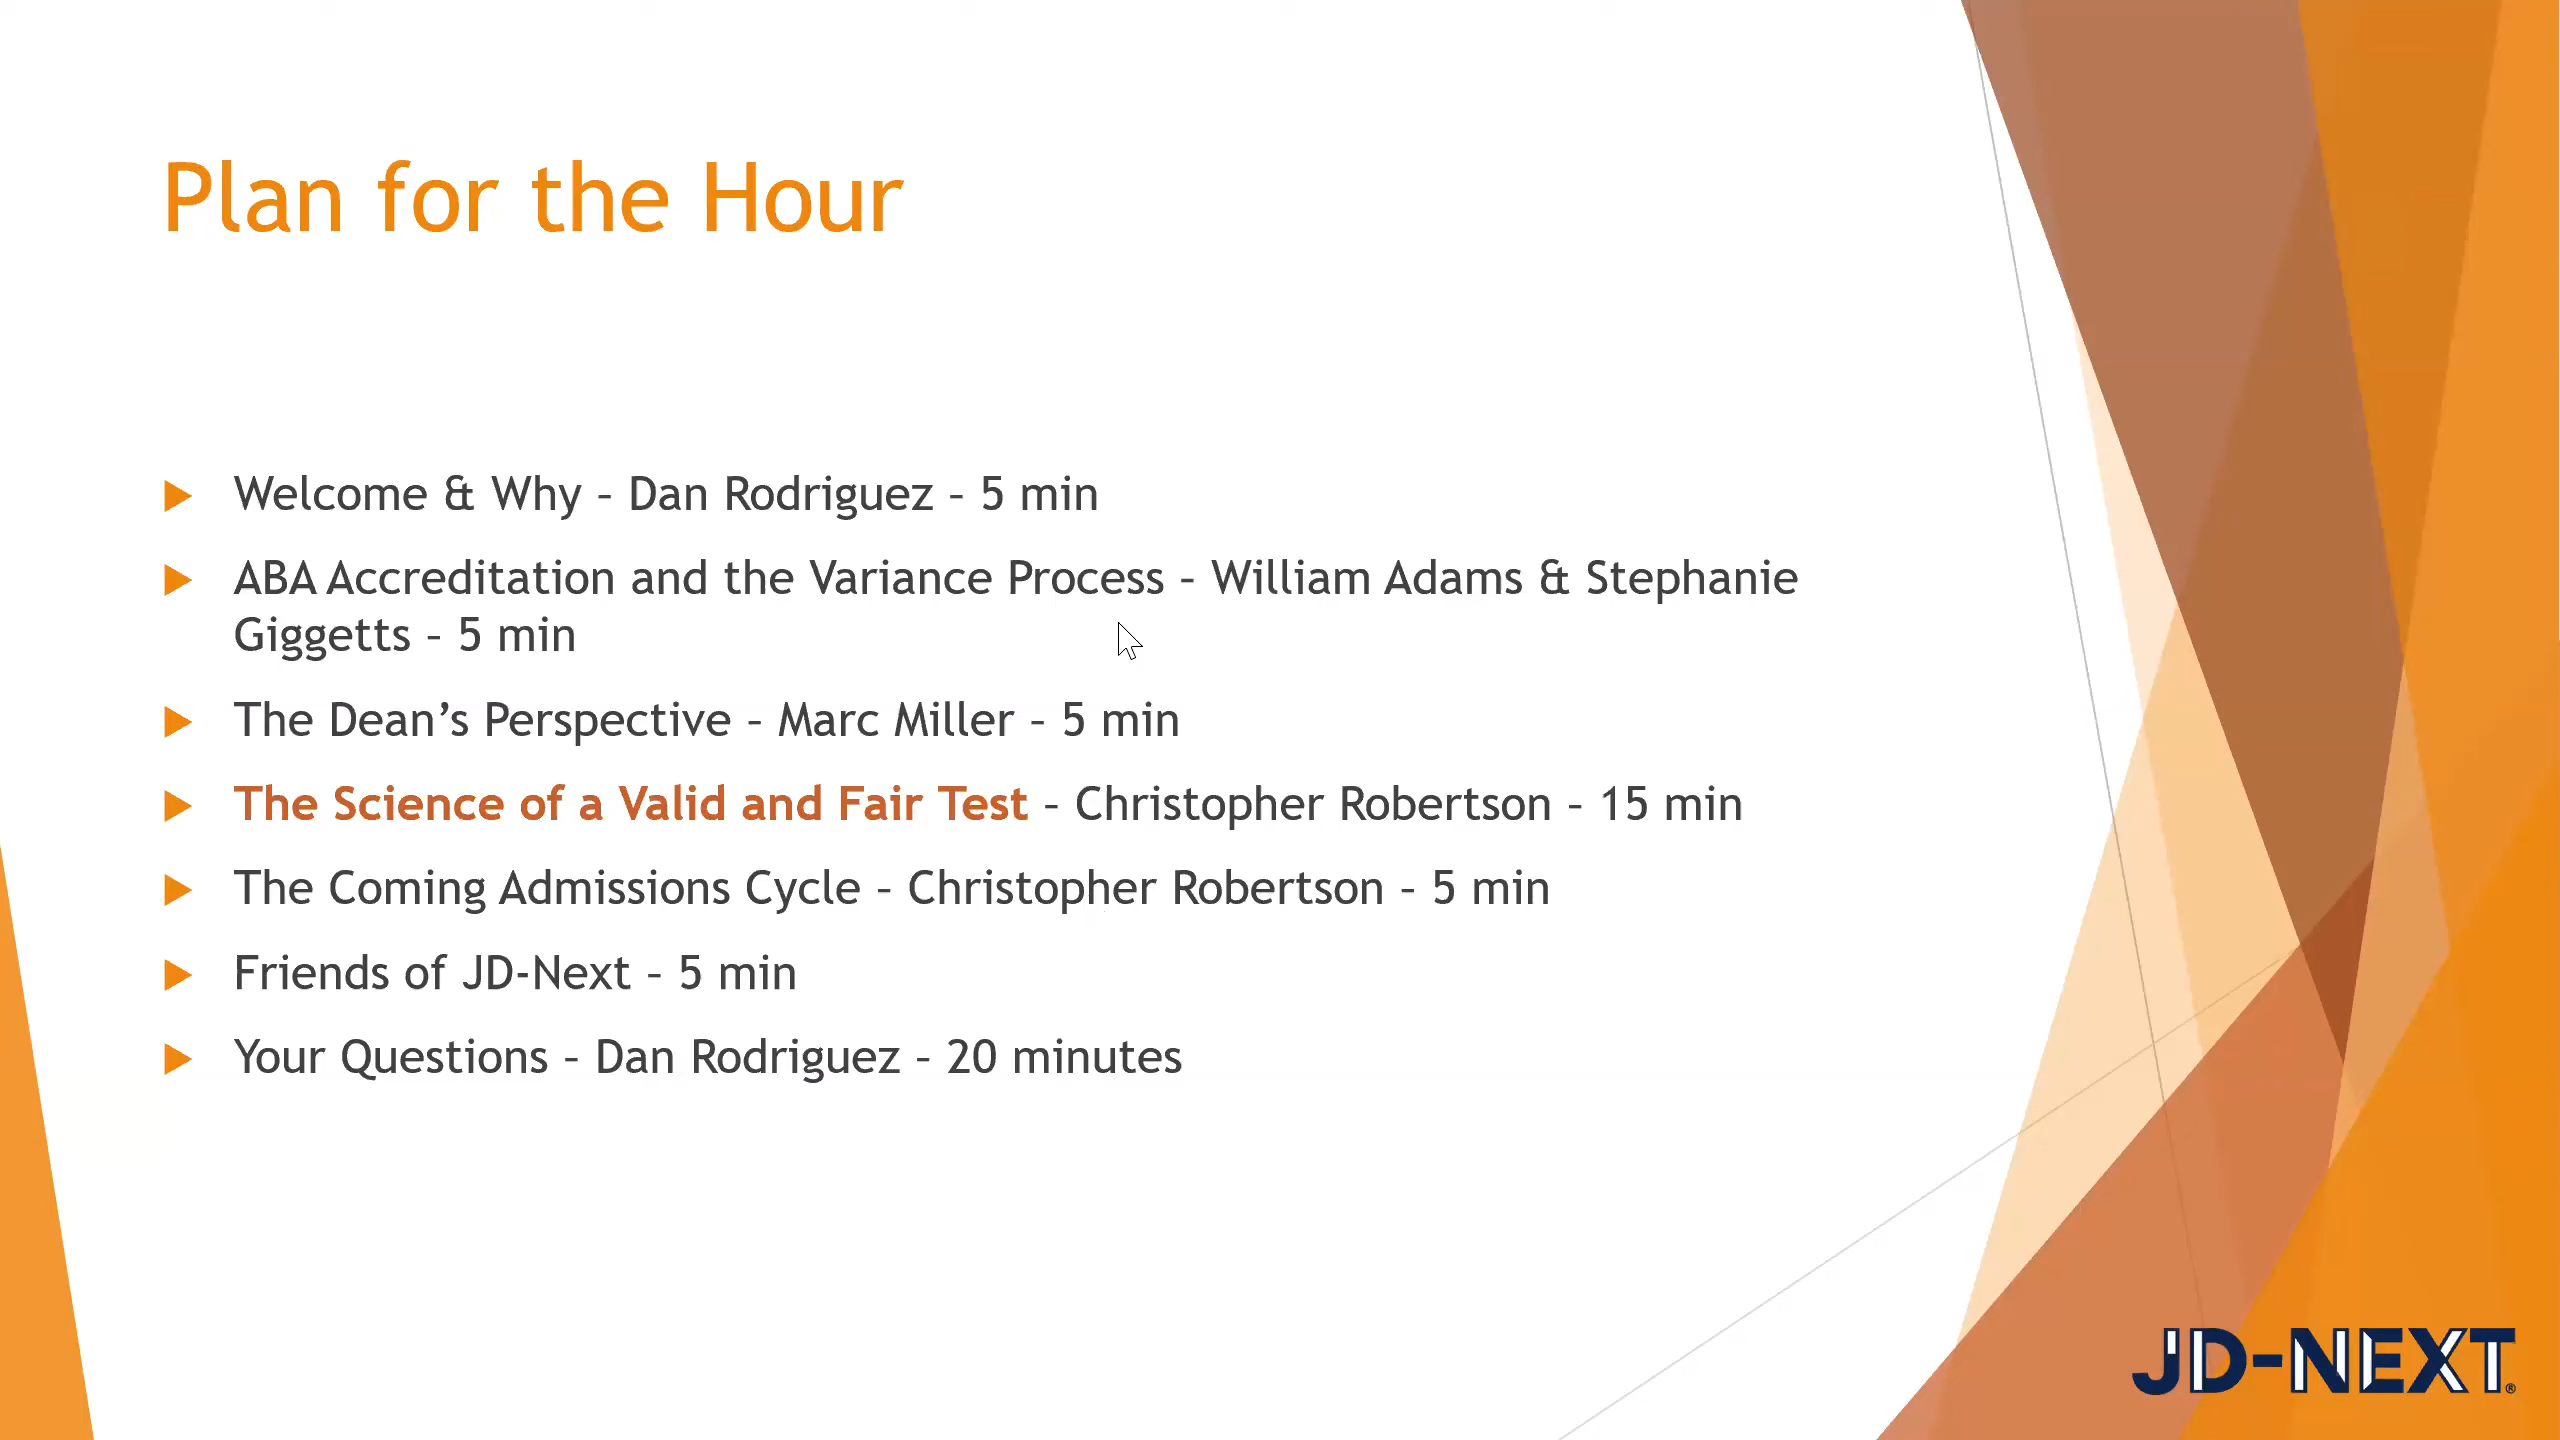 Plan for the Hour
Welcome & Why – Dan Rodriguez – 5 min
ABA Accreditation and the Variance Process – William Adams & Stephanie
Giggetts – 5 min
The Dean’s Perspective – Marc Miller – 5 min
The Science of a Valid and Fair Test – Christopher Robertson – 15 min
The Coming Admissions Cycle – Christopher Robertson – 5 min
Friends of JD-Next – 5 min
Your Questions – Dan Rodriguez – 20 minutes
JD-NEXT®